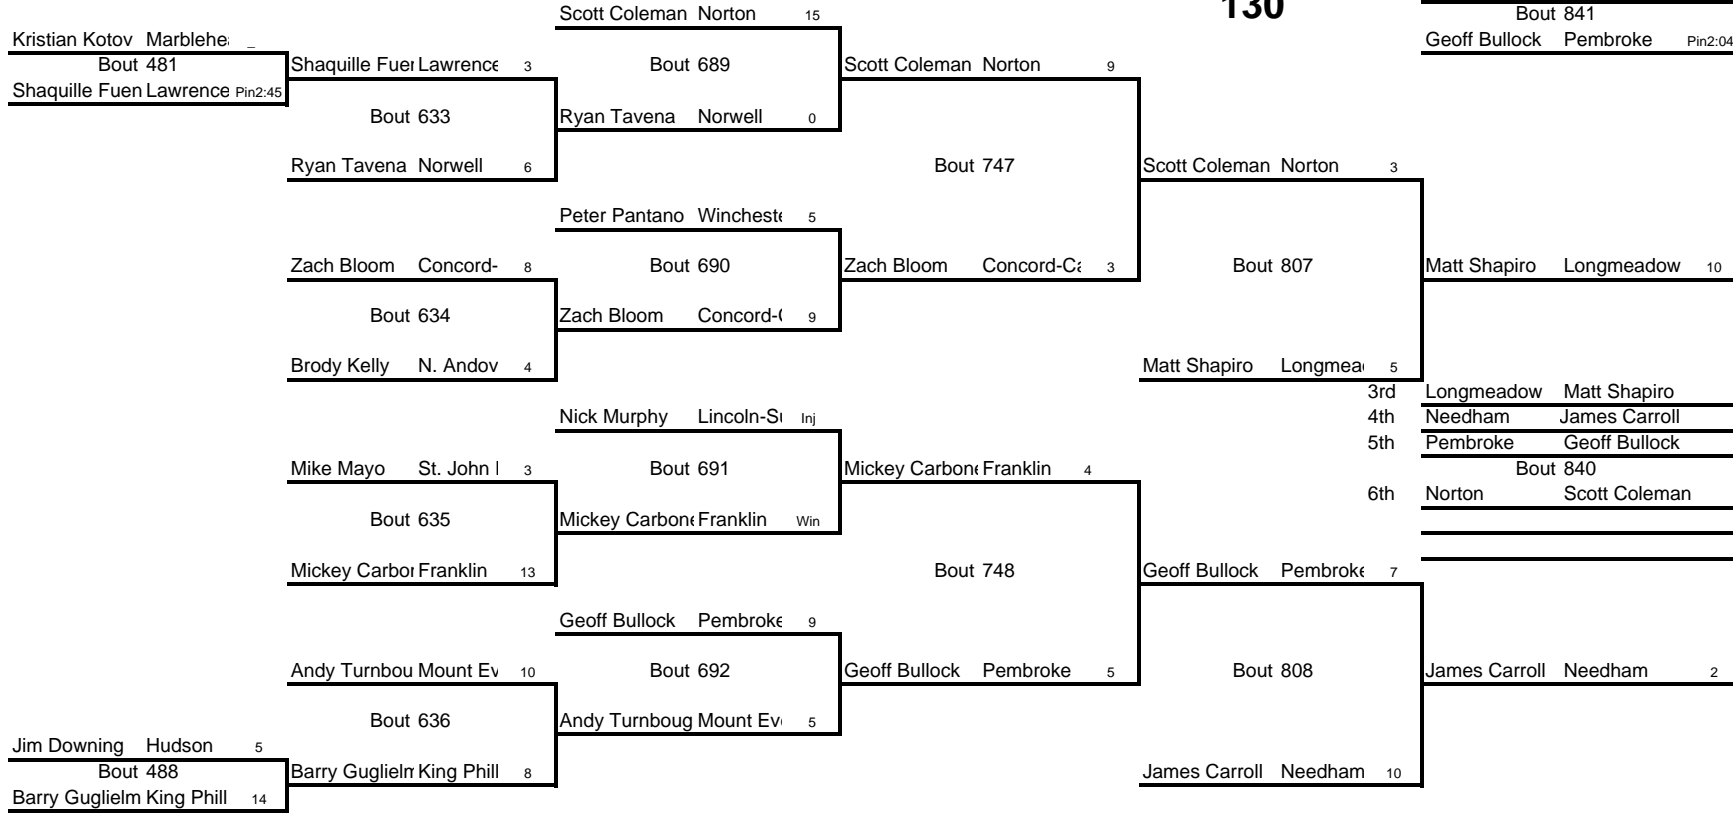 Scott Coleman Norton 15
130
Bout 841
Kristian Kotov Marblehe _
Geoff Bullock Pembroke Pin2:04
Bout 481
Shaquille Fuer Lawrence 3
Bout 689
Scott Coleman Norton 9
Shaquille Fuen Lawrence Pin2:45
Bout 633
Ryan Tavena Norwell 0
Ryan Tavena Norwell 6
Bout 747
Scott Coleman Norton 3
Peter Pantano Wincheste 5
Zach Bloom Concord- 8
Bout 690
Zach Bloom Concord-Ca 3
Bout 807
Matt Shapiro Longmeadow 10
Bout 634
Zach Bloom Concord-C 9
Brody Kelly N. Andov 4
Matt Shapiro Longmea 5
3rd Longmeadow Matt Shapiro
Nick Murphy Lincoln-Su Inj
4th Needham James Carroll
5th Pembroke Geoff Bullock
Mike Mayo St. John 3
Bout 691
Mickey Carbone Franklin 4
Bout 840
6th Norton Scott Coleman
Bout 635
Mickey Carbone Franklin Win
Mickey Carbor Franklin 13
Bout 748
Geoff Bullock Pembroke 7
Geoff Bullock Pembroke 9
Andy Turnbou Mount Ev 10
Bout 692
Geoff Bullock Pembroke 5
Bout 808
James Carroll Needham 2
Bout 636
Andy Turnboug Mount Ev 5
Jim Downing Hudson 5
Bout 488
Barry Guglielm King Phill 8
James Carroll Needham 10
Barry Guglielm King Phill 14